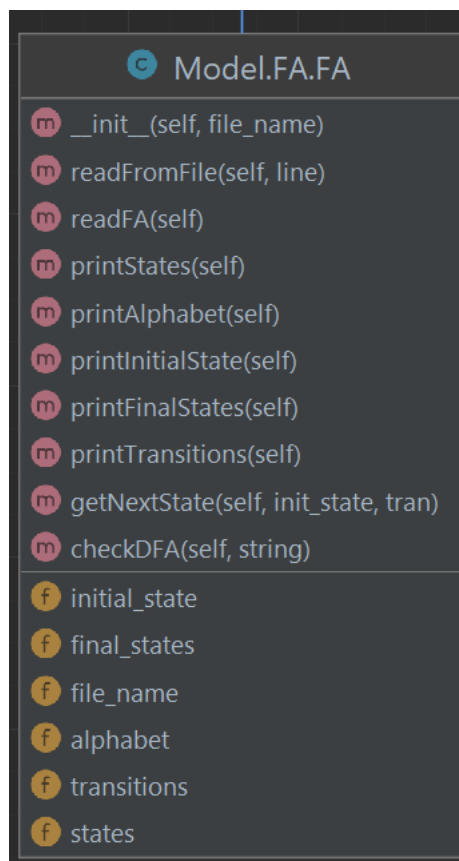 C Model.FA.FA
m __init__(self, file_name)
m readFromFile(self, line)
m readFA(self)
m printStates(self)
m printAlphabet(self)
m printInitialState(self)
m printFinalStates(self)
m printTransitions(self)
m getNextState(self, init_state, tran)
m checkDFA(self, string)
f initial_state
f final_states
f file_name
f alphabet
f transitions
f states